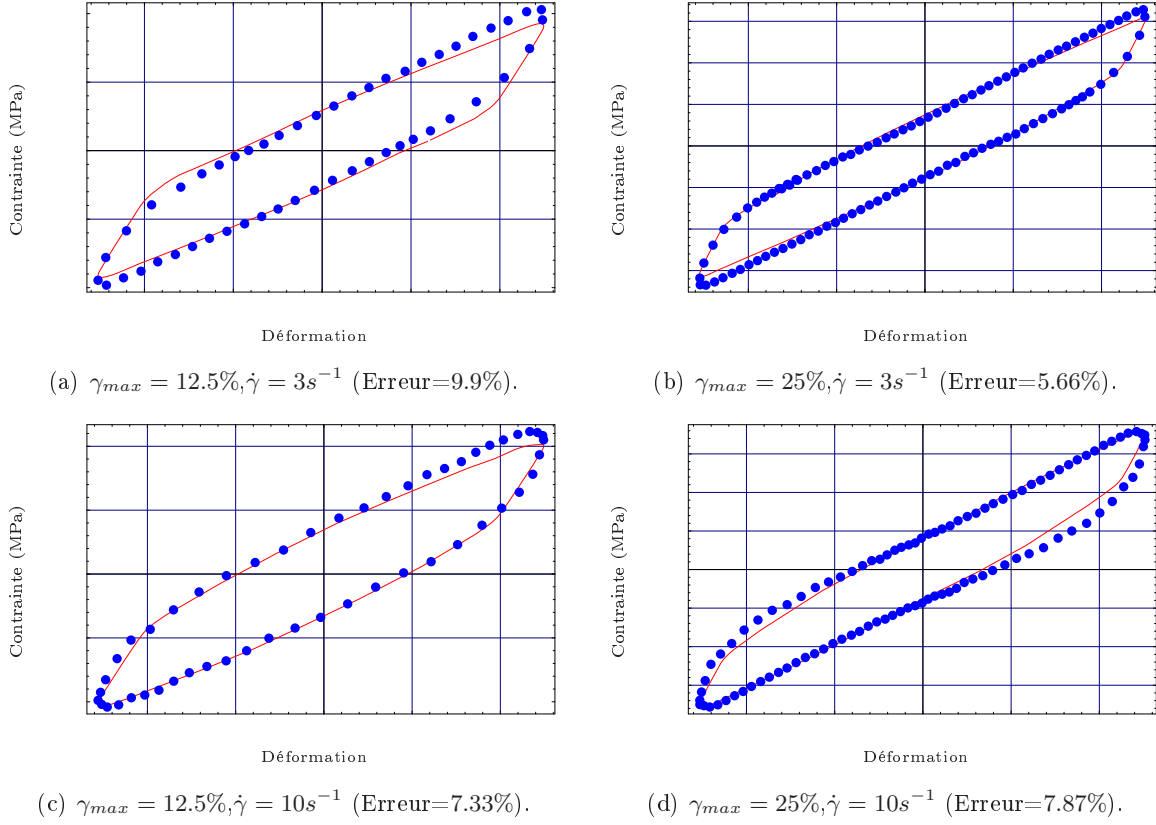 Contrainte (MPa)
Déformation
(a) γmax = 12.5%,γ̇ = 3s⁻¹ (Erreur=9.9%).
Contrainte (MPa)
Déformation
(b) γmax = 25%,γ̇ = 3s⁻¹ (Erreur=5.66%).
Contrainte (MPa)
Déformation
(c) γmax = 12.5%,γ̇ = 10s⁻¹ (Erreur=7.33%).
Contrainte (MPa)
Déformation
(d) γmax = 25%,γ̇ = 10s⁻¹ (Erreur=7.87%).